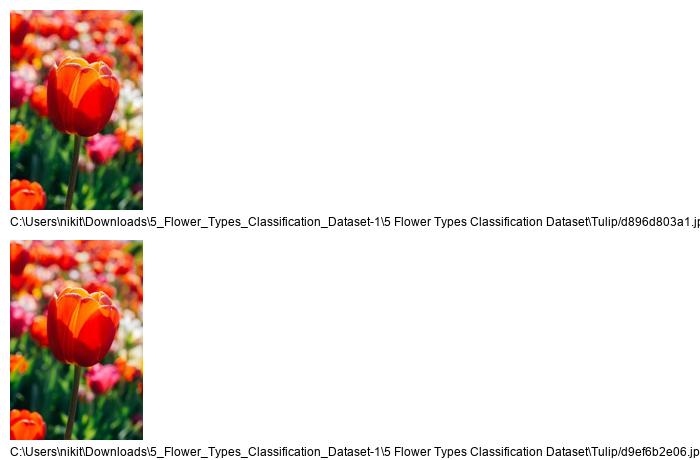 C:\Users\nikit\Downloads\5_Flower_Types_Classification_Dataset-1\5 Flower Types Classification Dataset\Tulip/d896d803a1.jp
C:\Users\nikit\Downloads\5_Flower_Types_Classification_Dataset-1\5 Flower Types Classification Dataset\Tulip/d9ef6b2e06.jp